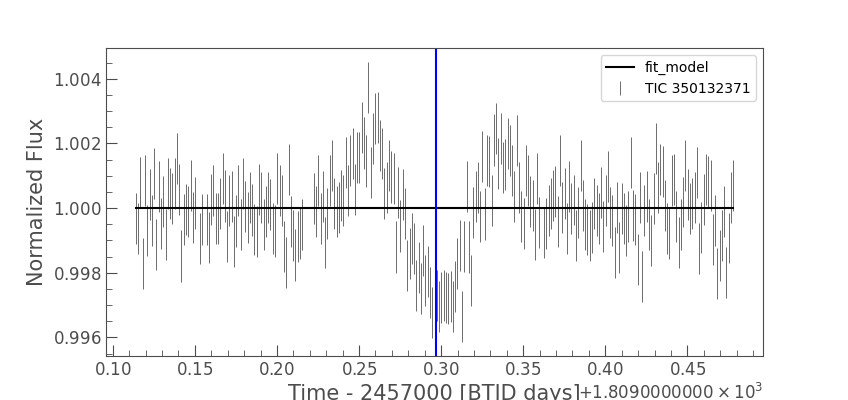 1.004
1.002
1.000
0.998
0.996
Normalized Flux
fit_model
TIC 350132371
0.10 0.15 0.20 0.25 0.30 0.35 0.40 0.45
Time - 2457000 [BTJD days]
+1.8090000000 × 10³